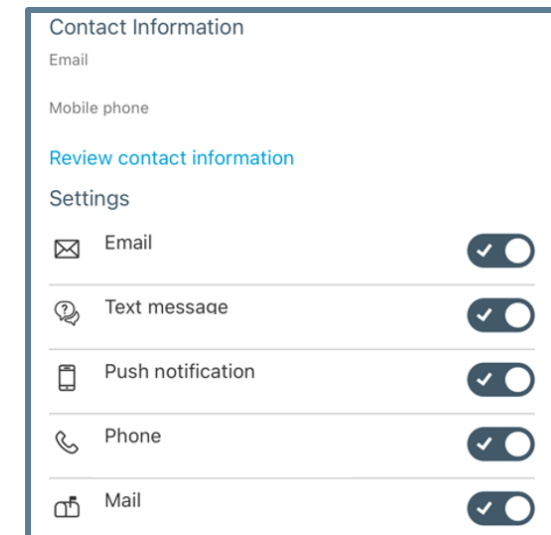 Contact Information
Email
Mobile phone
Review contact information
Settings
Email
Text message
Push notification
Phone
Mail